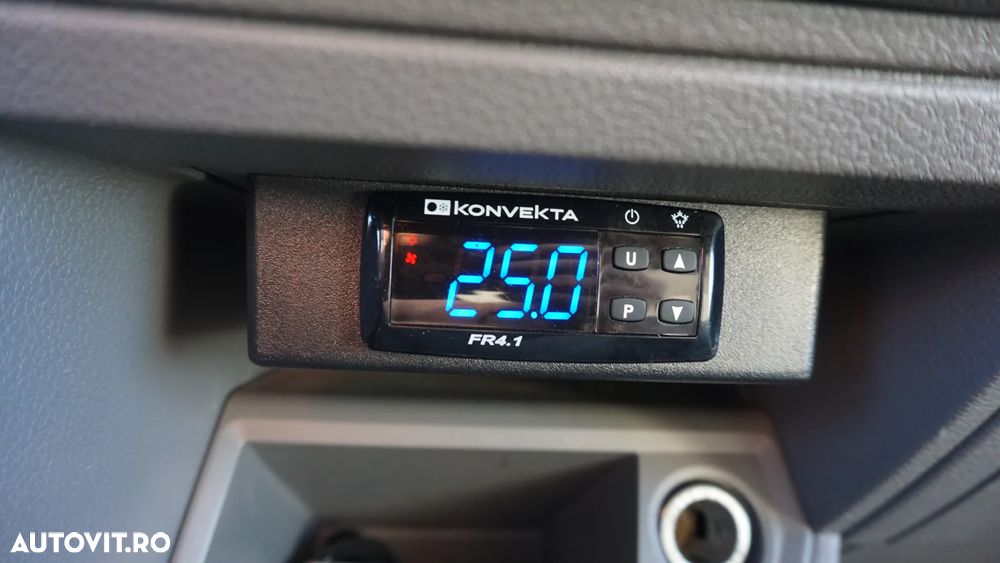 KONVEKTA
25.0
U
P
FR4.1
AUTOVIT.RO